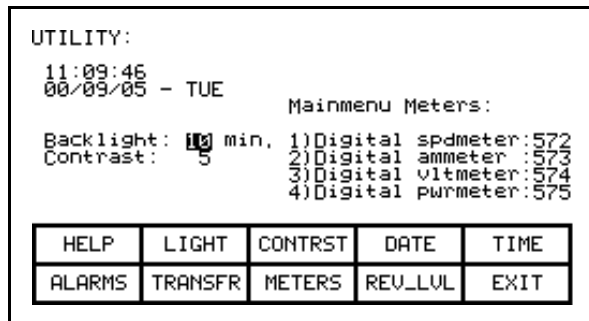 UTILITY:
11:09:46
00/09/05 - TUE
Mainmenu Meters:
Backlight: 10 min. 1)Digital spdmeter:572
Contrast: 5 2)Digital ammeter :573
3)Digital vltmeter:574
4)Digital pwrmeter:575
HELP LIGHT CONTRST DATE TIME
ALARMS TRANSFR METERS REV_LVL EXIT